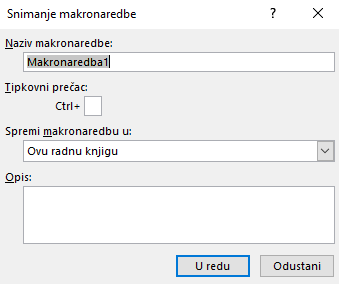 Snimanje makronaredbe ? ×
Naziv makronaredbe:
Makronaredba1
Tipkovni prečac:
Ctrl+
Spremi makronaredbu u:
Ovu radnu knjigu
Opis:
U redu Odustani